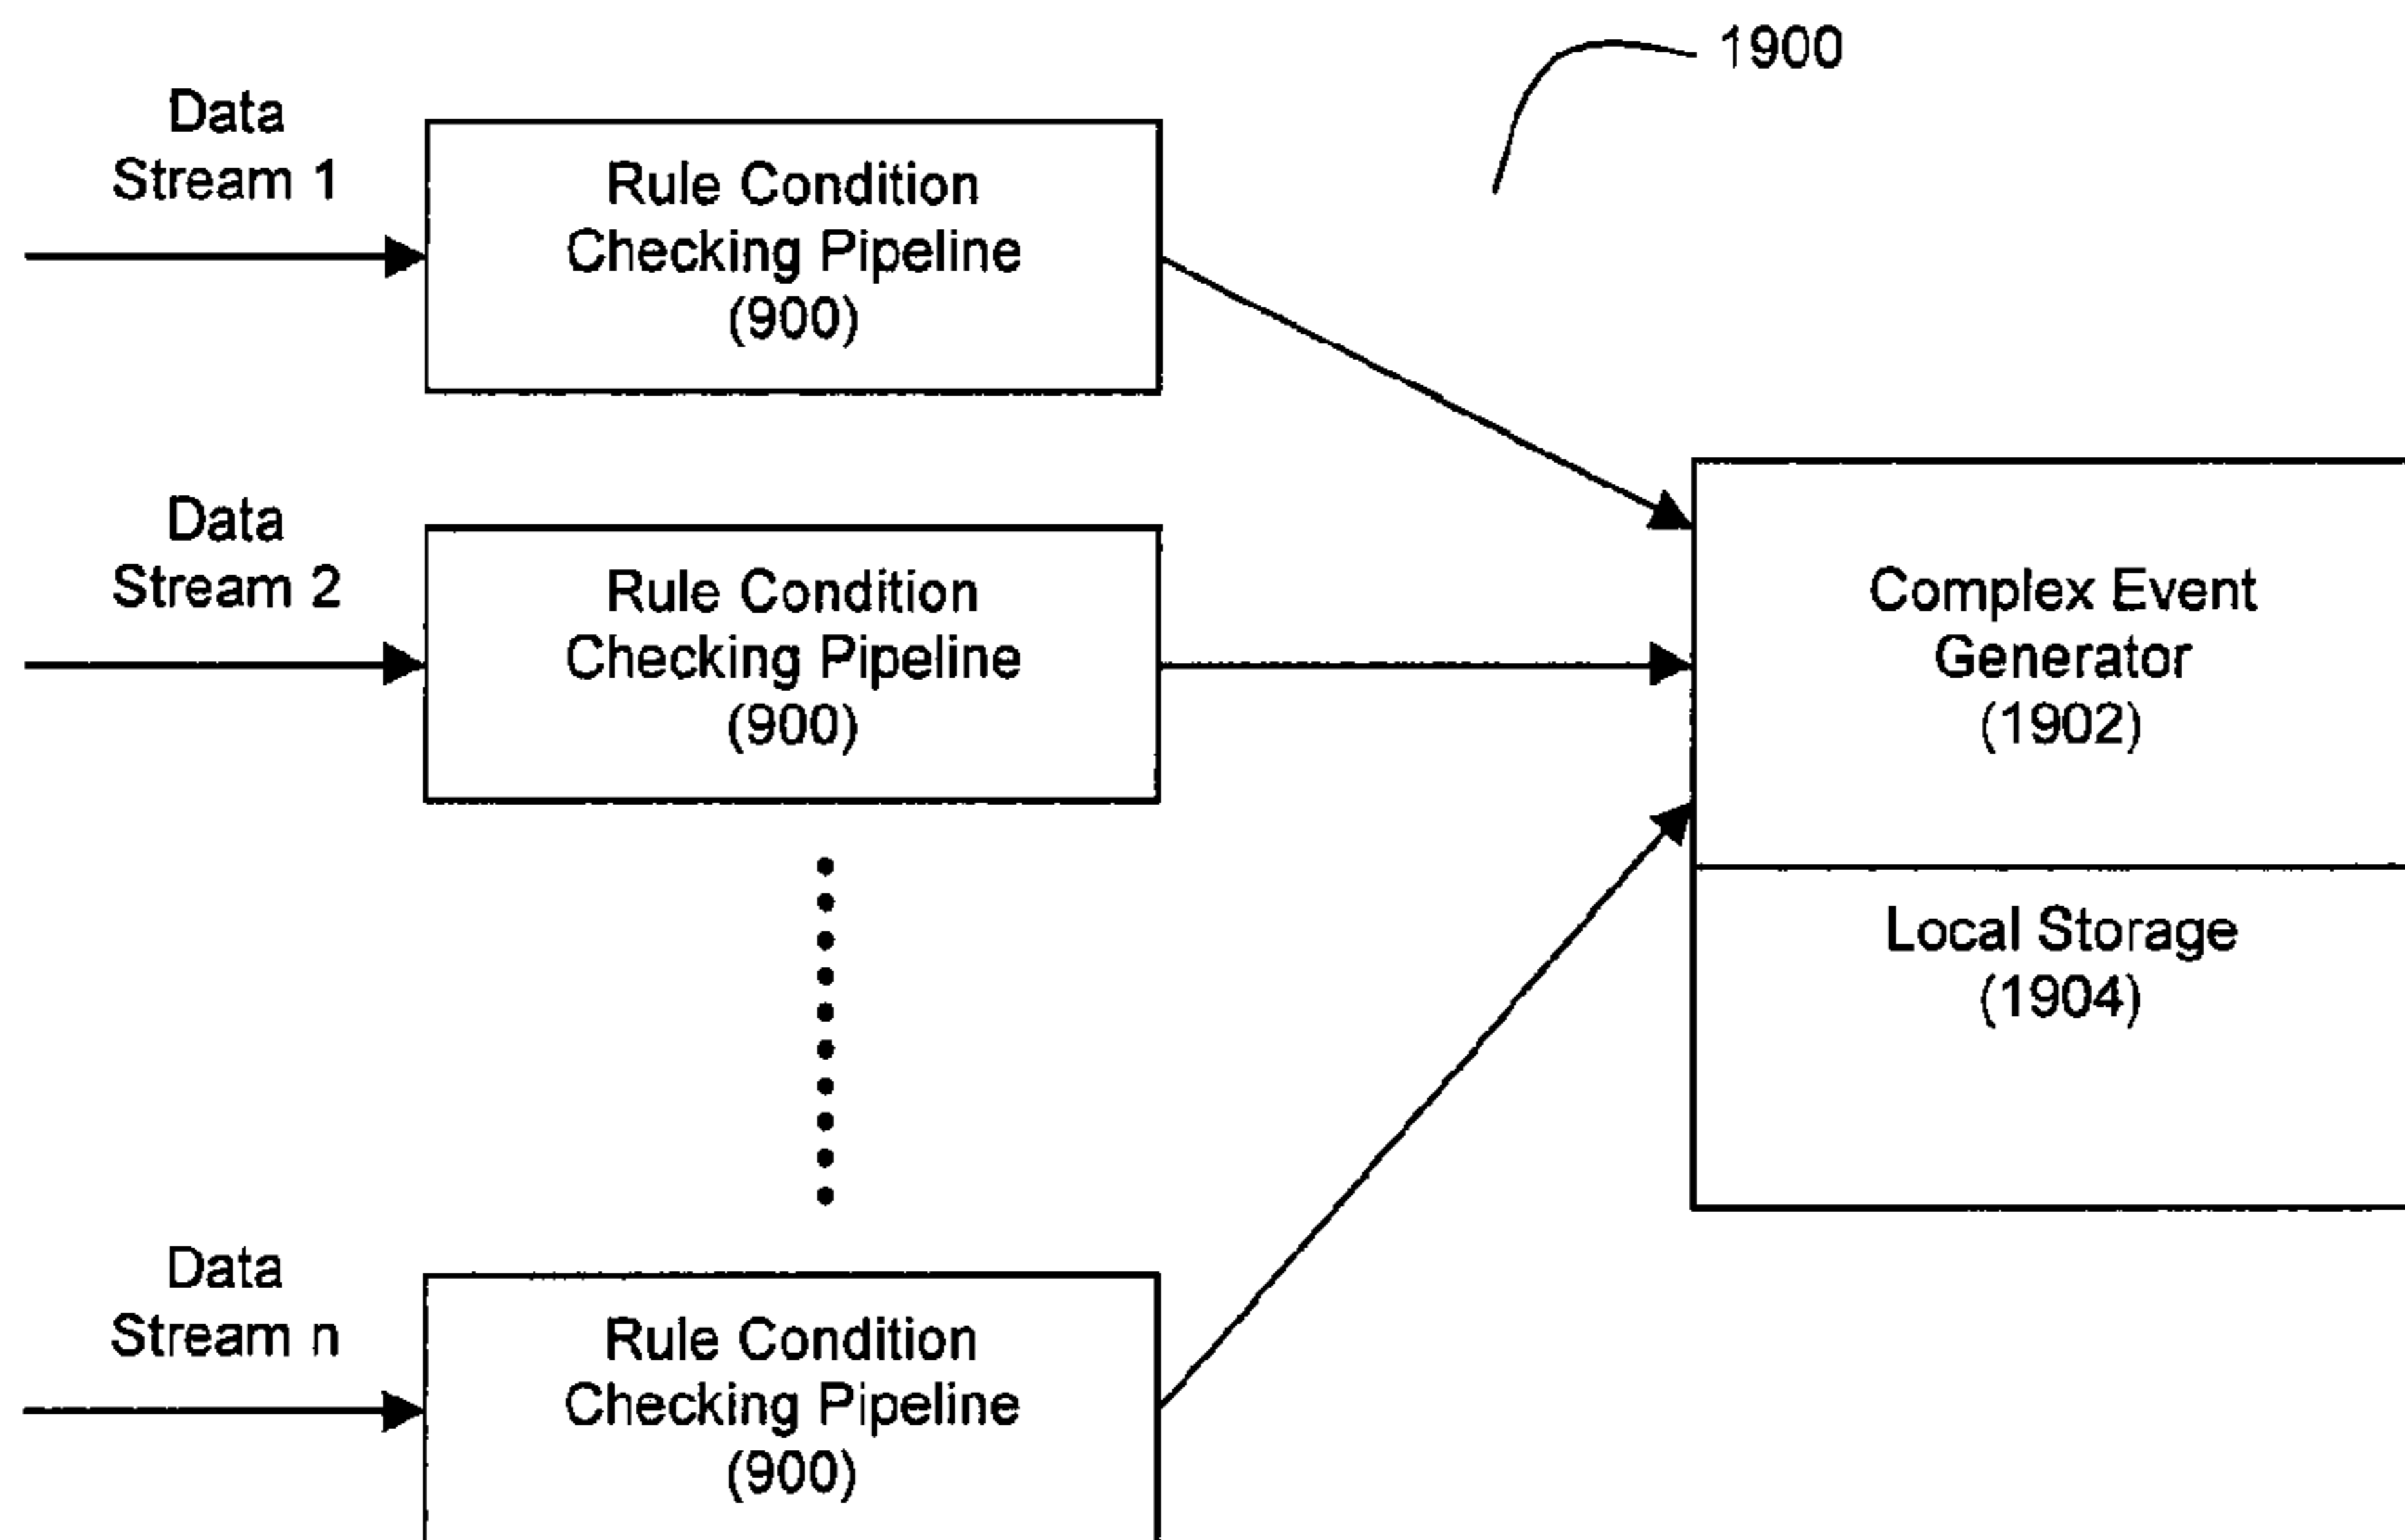 1900
Data
Stream 1
Rule Condition
Checking Pipeline
(900)
Data
Stream 2
Rule Condition
Checking Pipeline
(900)
Complex Event
Generator
(1902)
Local Storage
(1904)
Data
Stream n
Rule Condition
Checking Pipeline
(900)